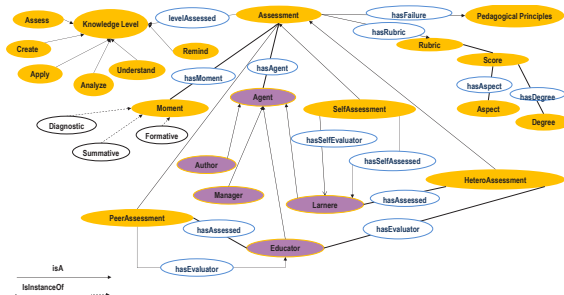 Assess
Knowledge Level
levelAssessed
Assessment
hasFailure
Pedagogical Principles
Create
hasRubric
Rubric
Remind
Score
Apply
Understand
hasMoment
hasAgent
Analyze
hasAspect
hasDegree
Moment
Agent
SelfAssessment
Aspect
Degree
Diagnostic
Formative
hasSelfEvaluator
Summative
hasSelfAssessed
Author
Manager
HeteroAssessment
Larnere
hasAssessed
PeerAssessment
hasAssessed
hasEvaluator
Educator
hasEvaluator
isA
IsInstanceOf